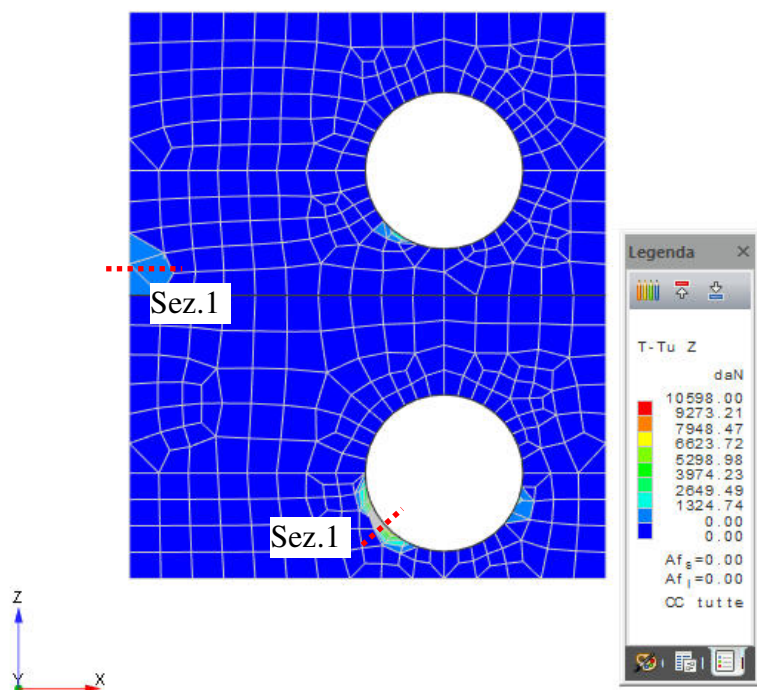 Sez.1
Sez.1
Legenda
T-Tu Z
daN
10598.00
9273.21
7948.47
6623.72
5298.98
3974.23
2649.49
1324.74
0.00
0.00
Afs=0.00
AfI=0.00
CC tutte
Z
Y
X